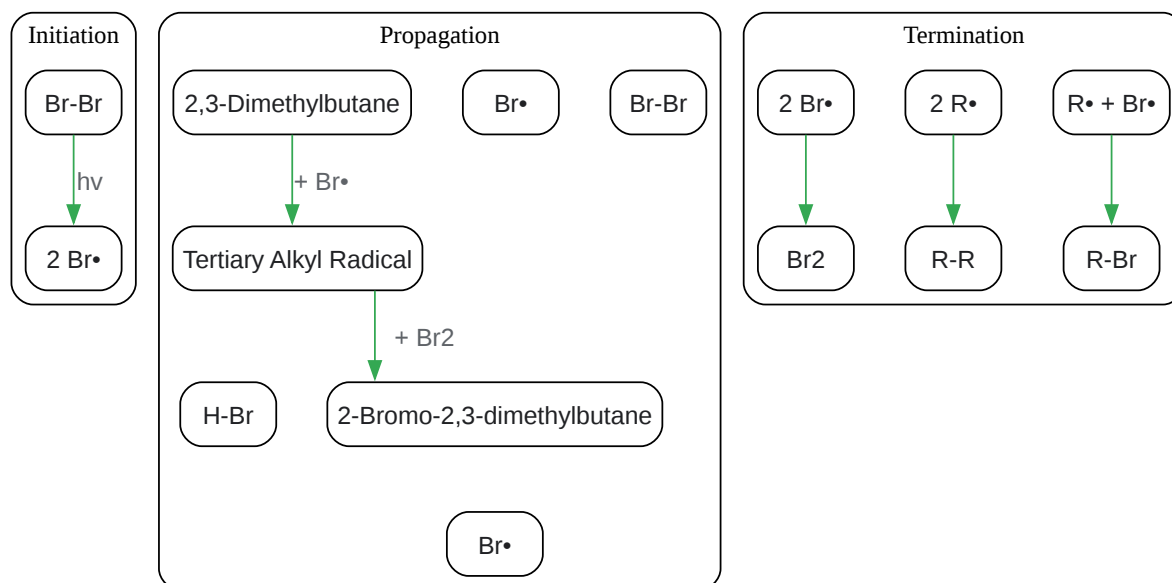 Initiation
Br-Br
hv
2 Br•
Propagation
2,3-Dimethylbutane
Br•
Br-Br
+ Br•
Tertiary Alkyl Radical
+ Br2
H-Br
2-Bromo-2,3-dimethylbutane
Br•
Termination
2 Br•
2 R•
R• + Br•
Br2
R-R
R-Br